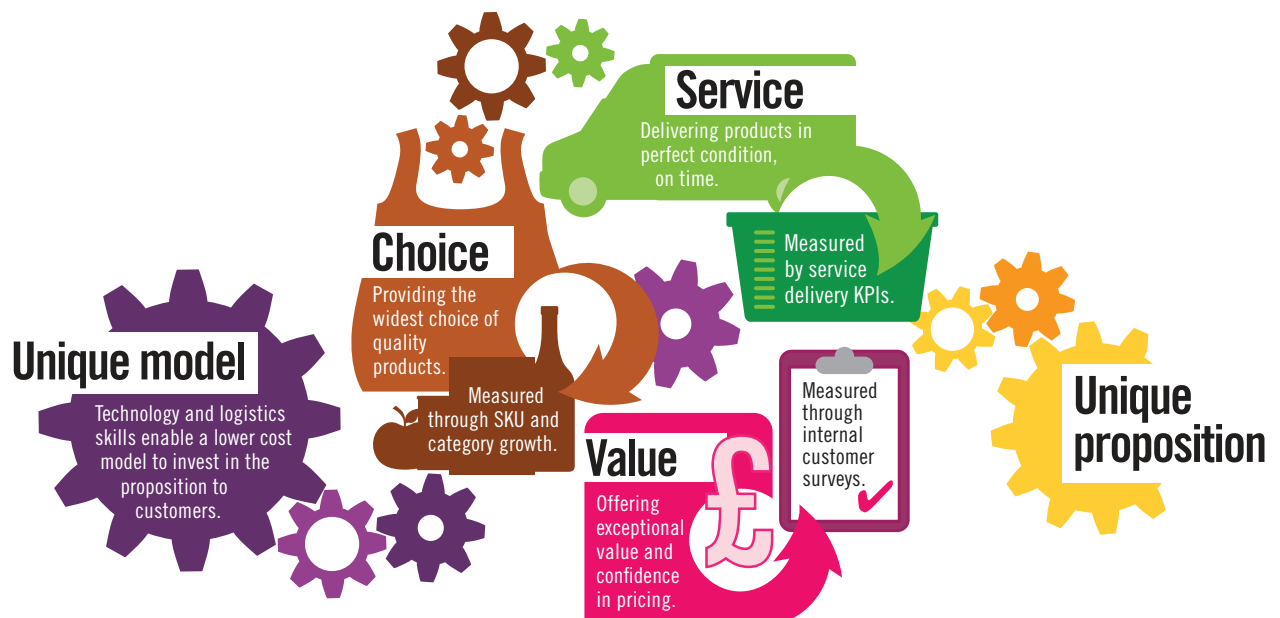 Unique model
Technology and logistics
skills enable a lower cost
model to invest in the
proposition to
customers.
Choice
Providing the
widest choice of
quality
products.
Measured
through SKU and
category growth.
Service
Delivering products in
perfect condition,
on time.
Measured
by service
delivery KPIs.
Value
Offering
exceptional
value and
confidence
in pricing.
£
Measured
through
internal
customer
surveys.
Unique
proposition